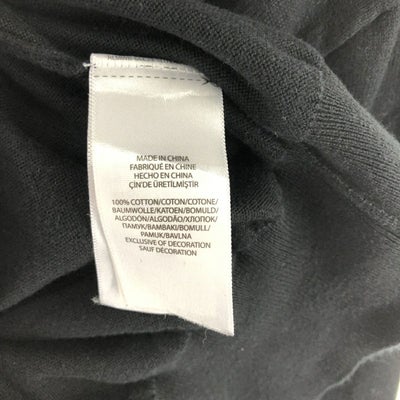 MADE IN CHINA
FABRIQUÉ EN CHINE
HECHO EN CHINA
ÇİN'DE ÜRETİLMİŞTİR
100% COTTON/COTON/COTONE/
BAUMWOLLE/KATOEN/BOMULD/
ALGODÓN/ALGODÃO/ХЛОПОК/
ПАМУК/BAMBAKI/BOMULL/
PAMUK/BAVLNA
EXCLUSIVE OF DECORATION
SAUF DÉCORATION